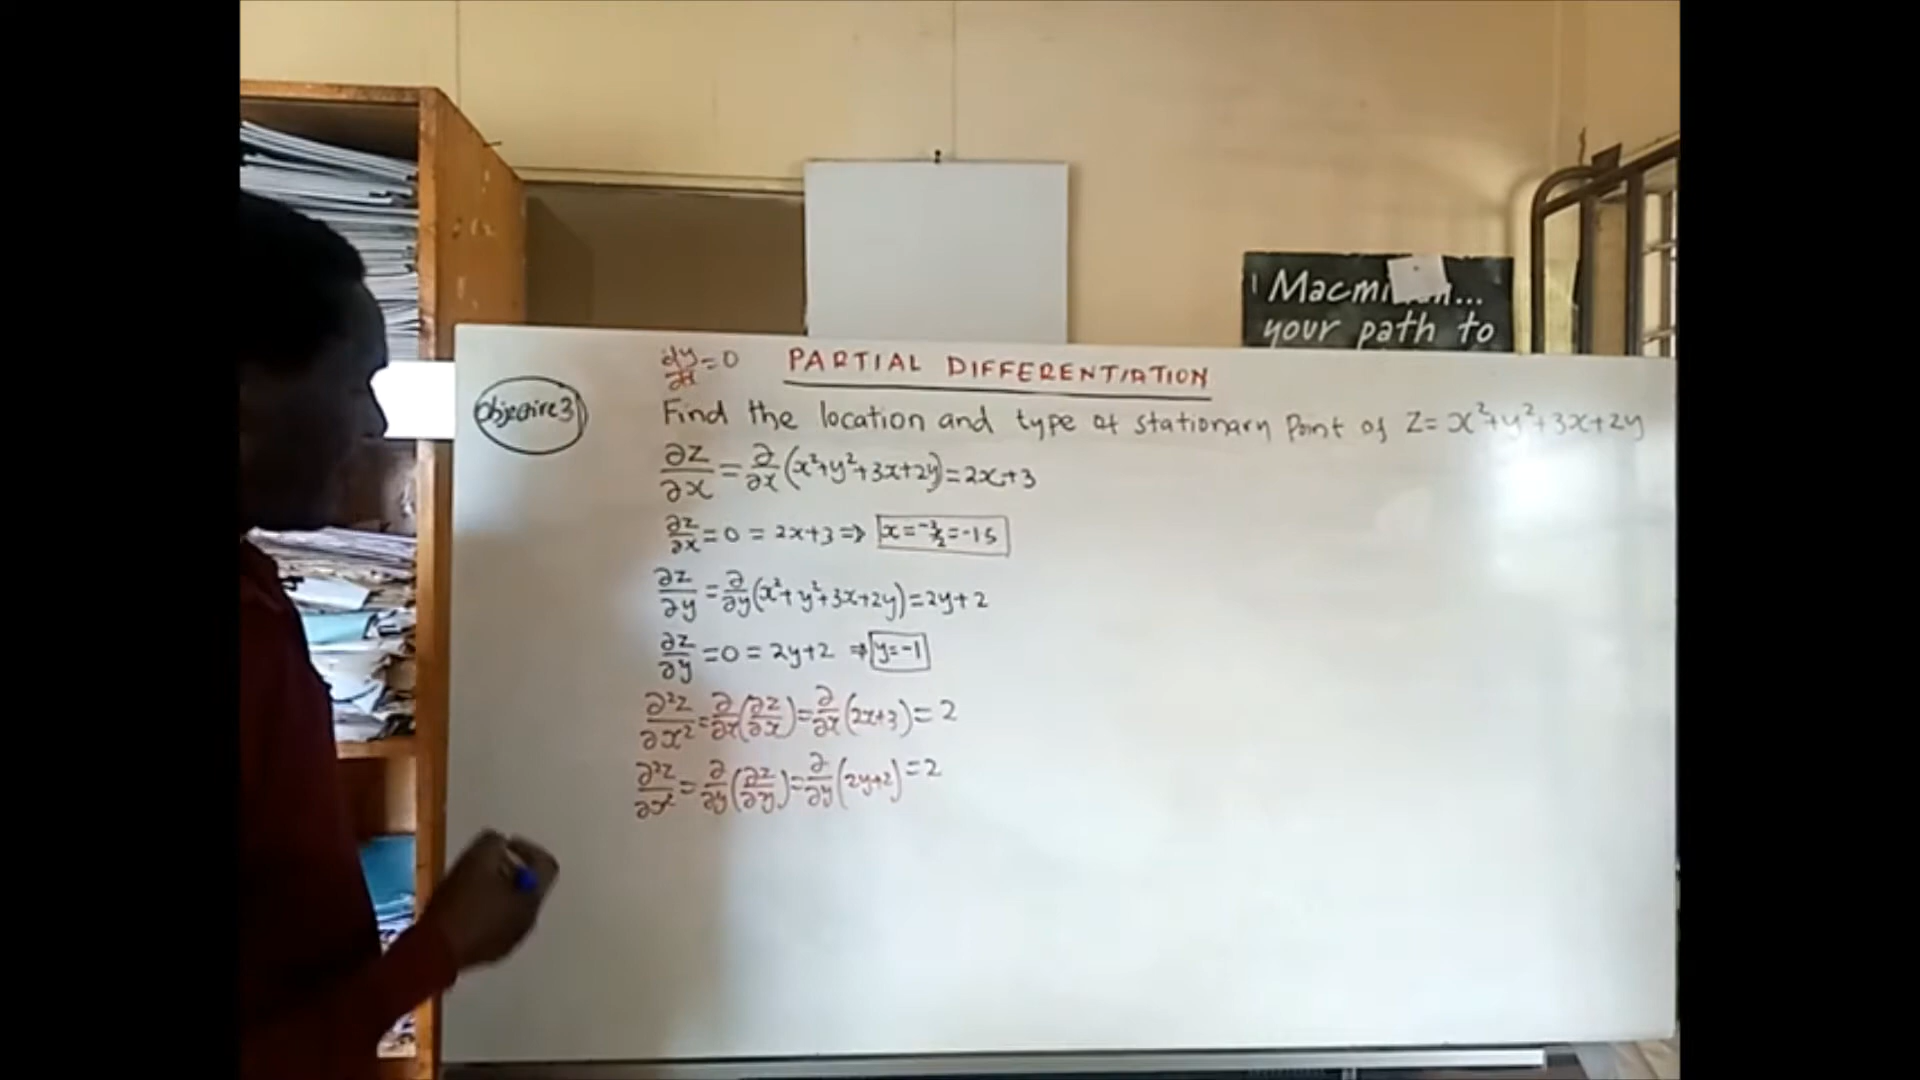 Macmi...
your path to
dy/dx = 0 PARTIAL DIFFERENTIATION
Objective 3
Find the location and type of stationary Point of Z = x²+y²+3x+2y
∂z/∂x = ∂/∂x (x²+y²+3x+2y) = 2x+3
∂z/∂x = 0 = 2x+3 ⇒ x = -3/2 = -1.5
∂z/∂y = ∂/∂y (x²+y²+3x+2y) = 2y+2
∂z/∂y = 0 = 2y+2 ⇒ y = -1
∂²z/∂x² = ∂/∂x (∂z/∂x) = ∂/∂x (2x+3) = 2
∂²z/∂x² = ∂/∂y (∂z/∂y) = ∂/∂y (2y+2) = 2